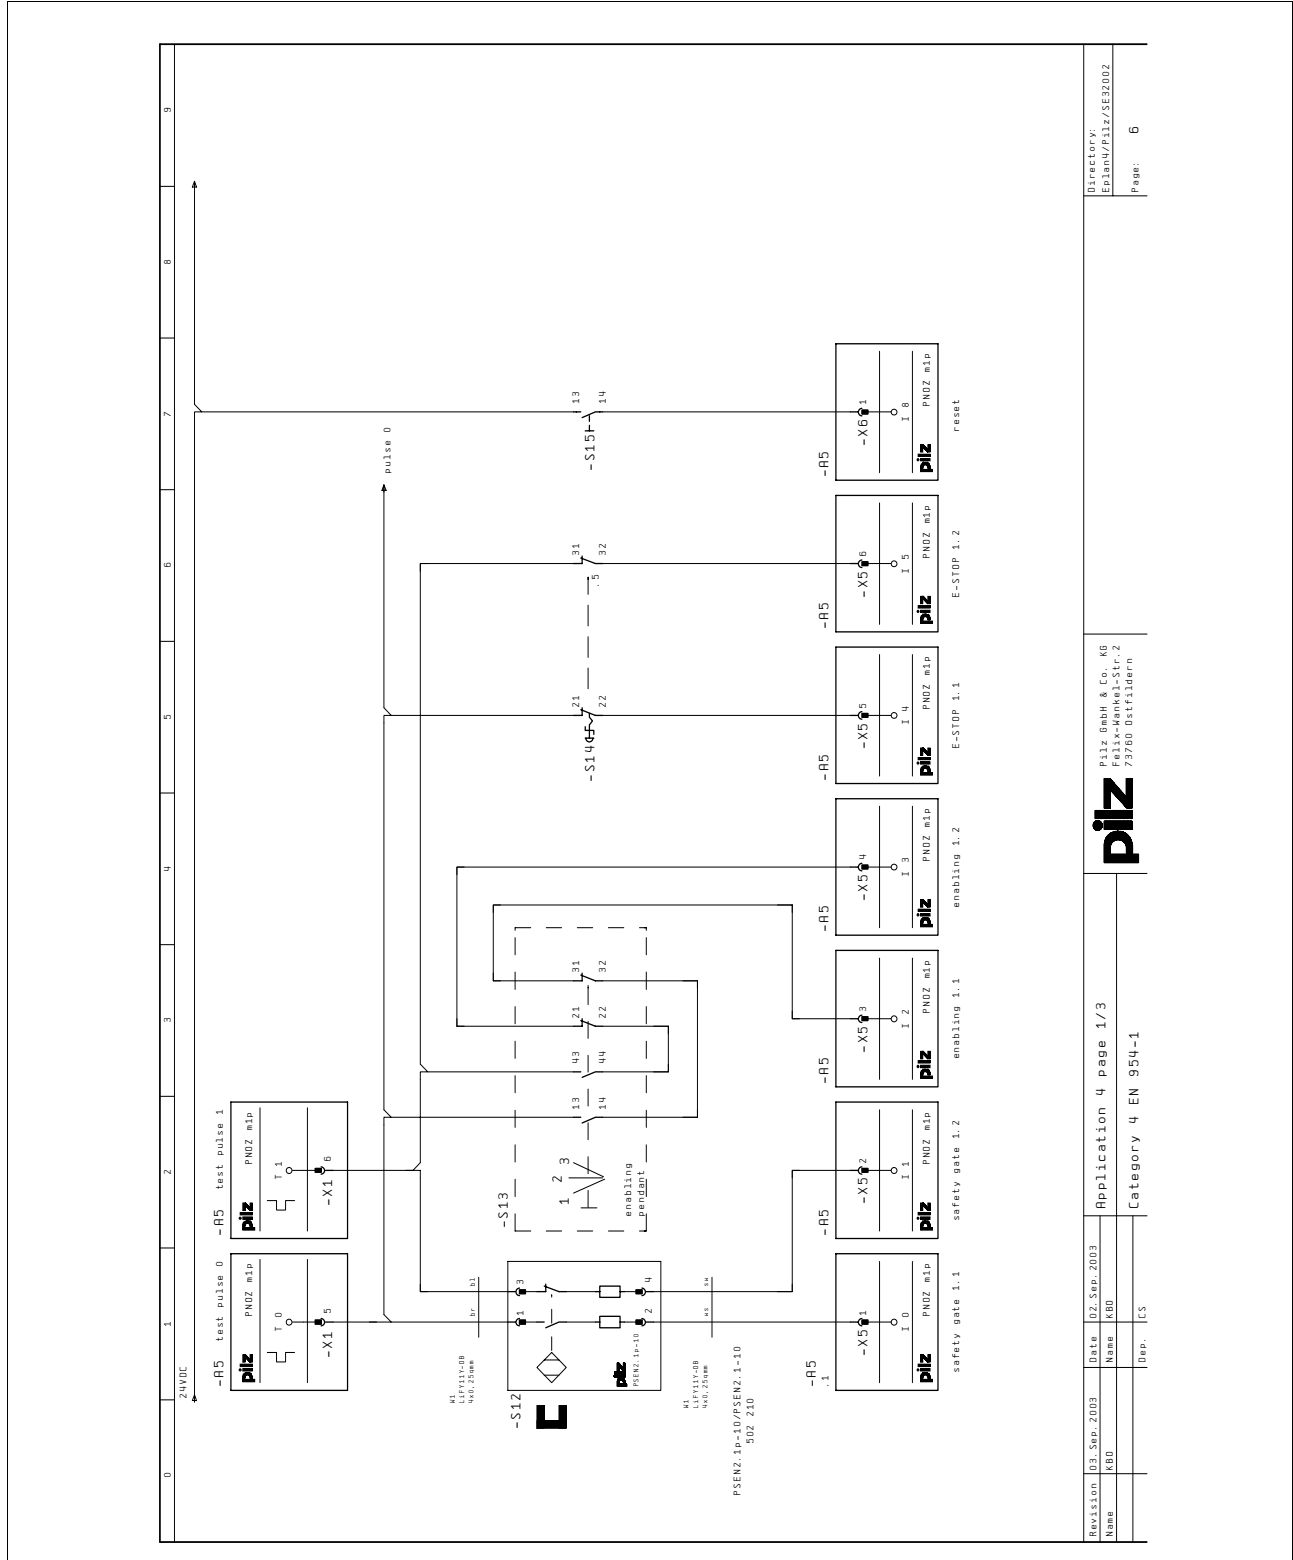 0
1
2
3
4
5
6
7
8
9
24VDC
-A5
test pulse 0
pilz
PNOZ m1p
T 0
-X1
5
-A5
test pulse 1
pilz
PNOZ m1p
T 1
-X1
6
pulse 0
W1
LiFY11Y-OB
4x0,25qmm
br
bl
-S12
1
3
pilz
PSEN2.1p-10
2
4
W1
LiFY11Y-OB
4x0,25qmm
ws
sw
PSEN2.1p-10/PSEN2.1-10
502 210
-S13
1 2 3
enabling
pendant
13
14
43
44
21
22
31
32
-S14
21
22
.5
31
32
-S15
13
14
-A5
.1
-X5
1
I 0
pilz
PNOZ m1p
safety gate 1.1
-A5
-X5
2
I 1
pilz
PNOZ m1p
safety gate 1.2
-A5
-X5
3
I 2
pilz
PNOZ m1p
enabling 1.1
-A5
-X5
4
I 3
pilz
PNOZ m1p
enabling 1.2
-A5
-X5
5
I 4
pilz
PNOZ m1p
E-STOP 1.1
-A5
-X5
6
I 5
pilz
PNOZ m1p
E-STOP 1.2
-A5
-X6
1
I 8
pilz
PNOZ m1p
reset
Revision
03.Sep.2003
Date
02.Sep.2003
Name
KBO
Name
KBO
Dep.
CS
Application 4 page 1/3
Category 4 EN 954-1
pilz
Pilz GmbH & Co. KG
Felix-Wankel-Str.2
73760 Ostfildern
Directory:
Eplan4/Pilz/SE32002
Page: 6